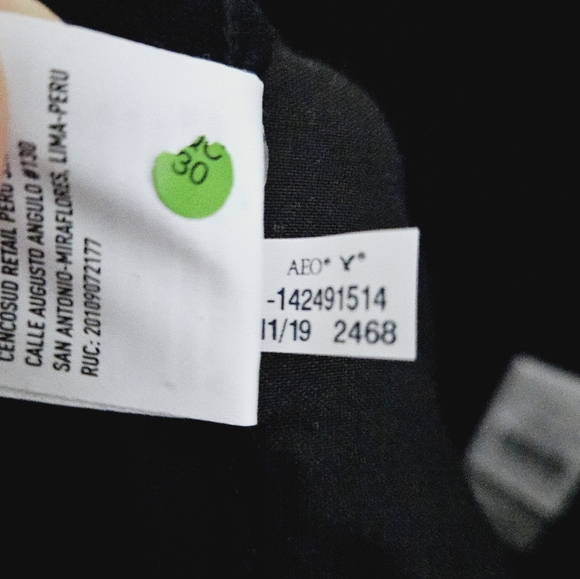 CENCOSUD RETAIL PERU
CALLE AUGUSTO ANGULO #130
SAN ANTONIO-MIRAFLORES, LIMA-PERU
RUC: 20109072177
30
AEO®
-142491514
11/19 2468